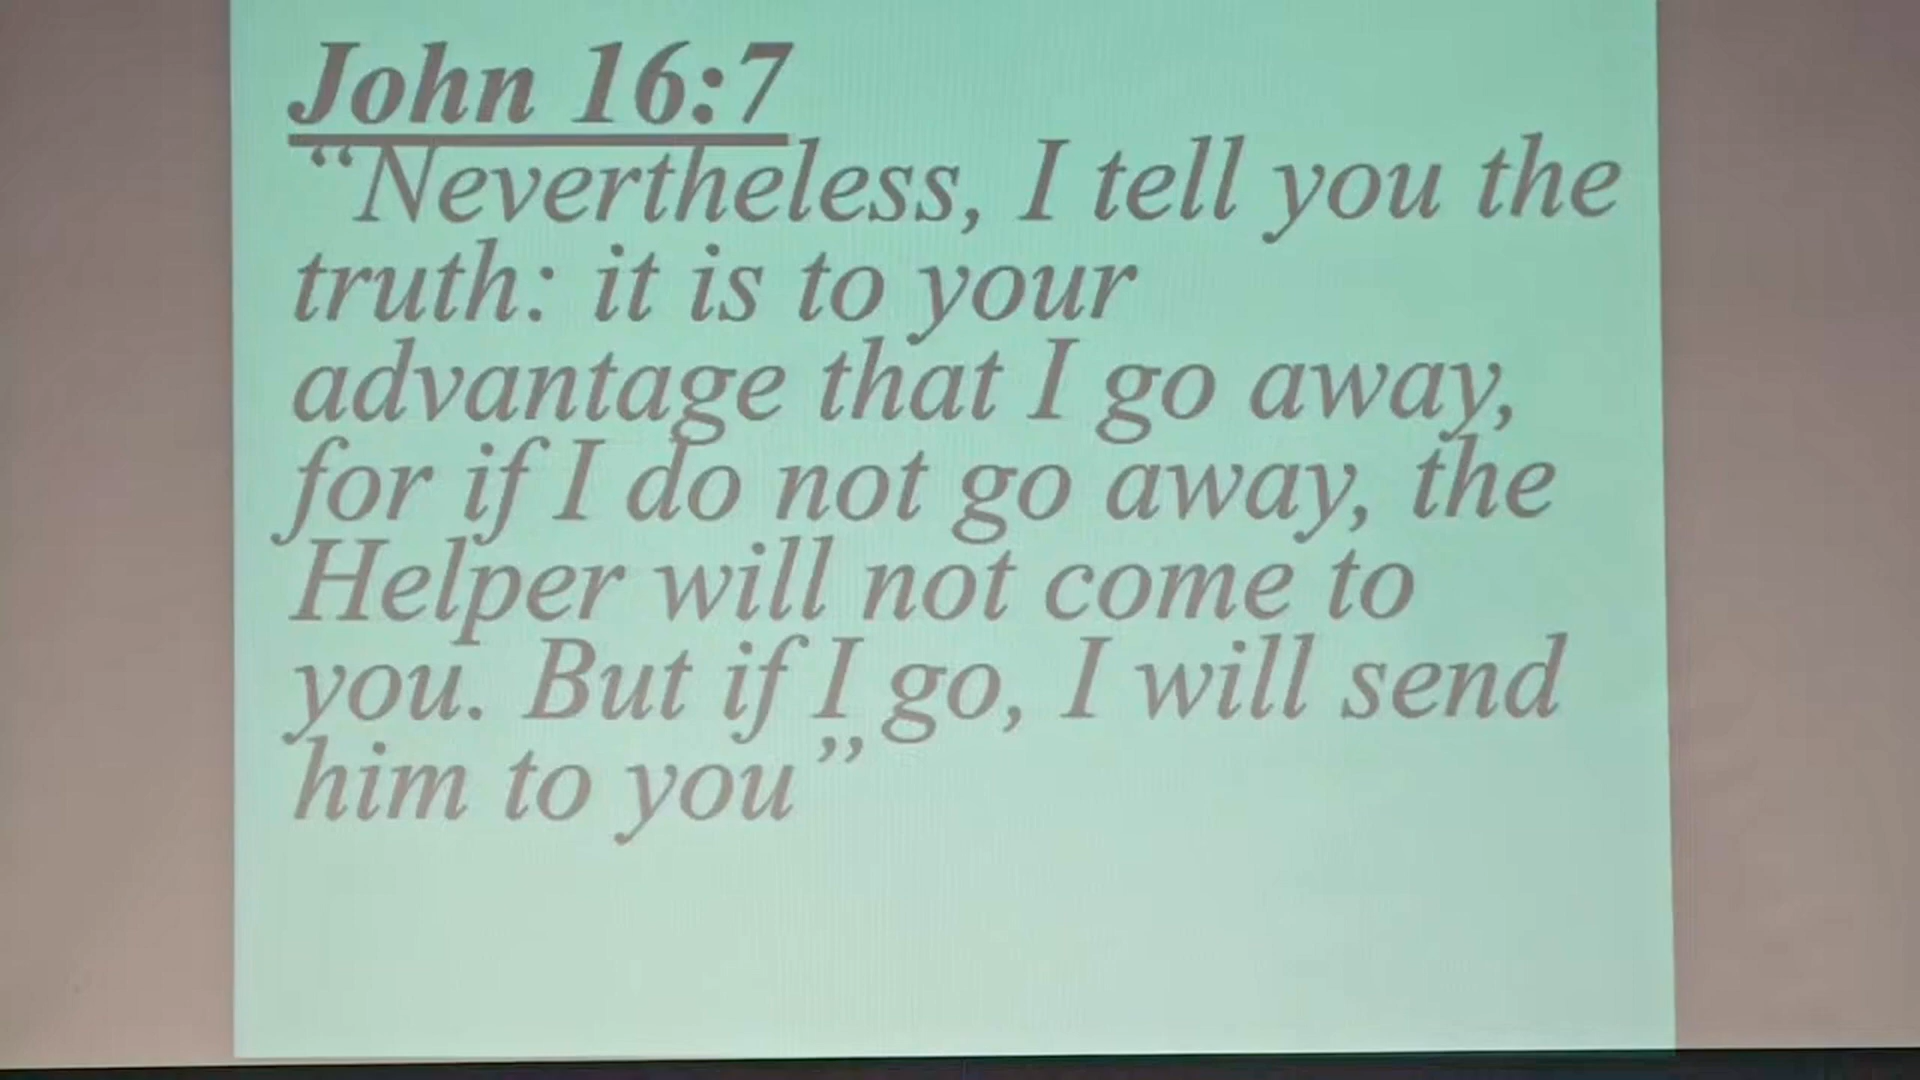 John 16:7
“Nevertheless, I tell you the
truth: it is to your
advantage that I go away,
for if I do not go away, the
Helper will not come to
you. But if I go, I will send
him to you”